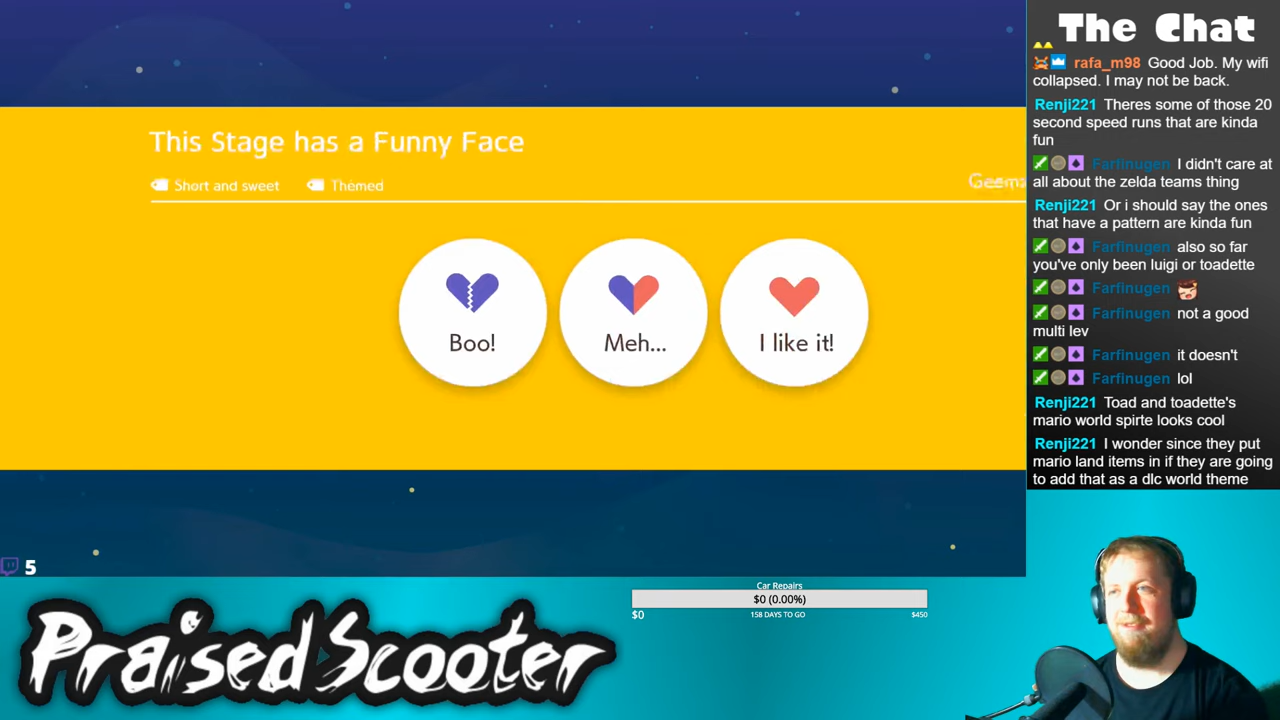 This Stage has a Funny Face
Short and sweet
Themed
Boo!
Meh...
I like it!
5
PraisedScooter
Car Repairs
$0 (0.00%)
$0
158 DAYS TO GO
$450
The Chat
rafa_m98 Good Job. My wifi
collapsed. I may not be back.
Renji221 Theres some of those 20
second speed runs that are kinda
fun
Farfinugen I didn't care at
all about the zelda teams thing
Renji221 Or i should say the ones
that have a pattern are kinda fun
Farfinugen also so far
you've only been luigi or toadette
Farfinugen
Farfinugen not a good
multi lev
Farfinugen it doesn't
Farfinugen lol
Renji221 Toad and toadette's
mario world spirte looks cool
Renji221 I wonder since they put
mario land items in if they are going
to add that as a dlc world theme